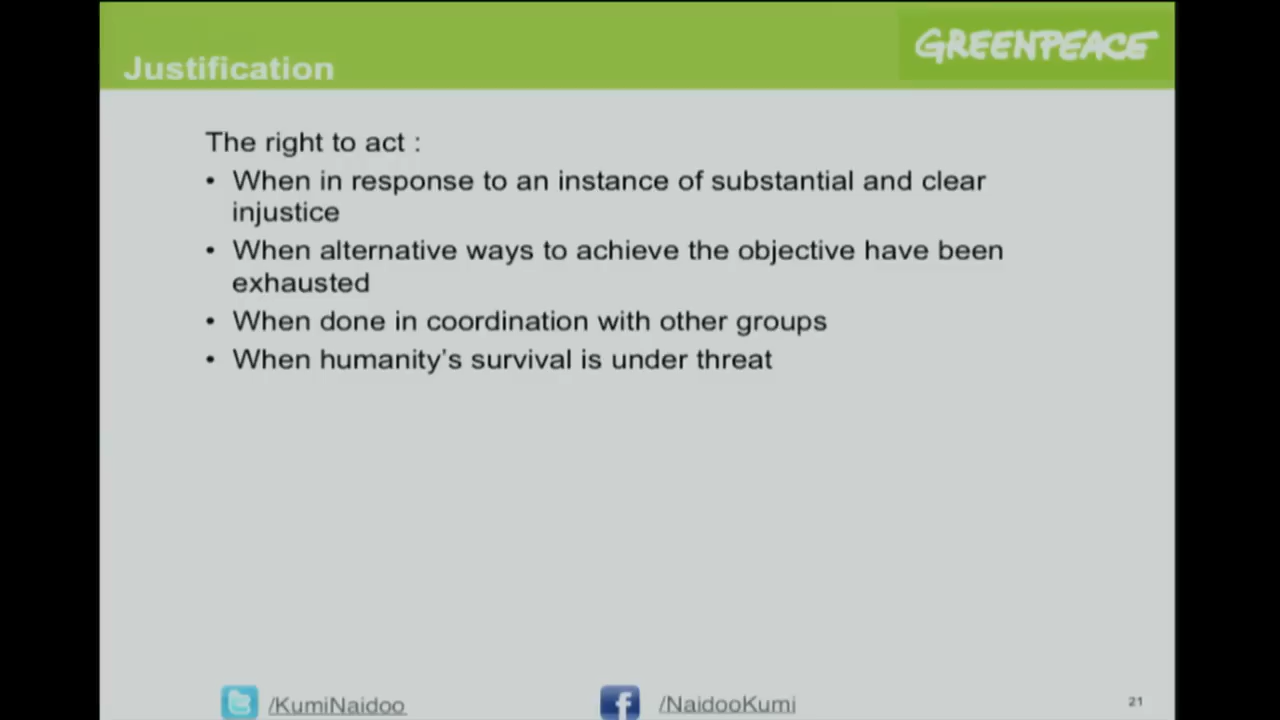 GREENPEACE
Justification
The right to act :
• When in response to an instance of substantial and clear
injustice
• When alternative ways to achieve the objective have been
exhausted
• When done in coordination with other groups
• When humanity's survival is under threat
/KumiNaidoo
/NaidooKumi
21